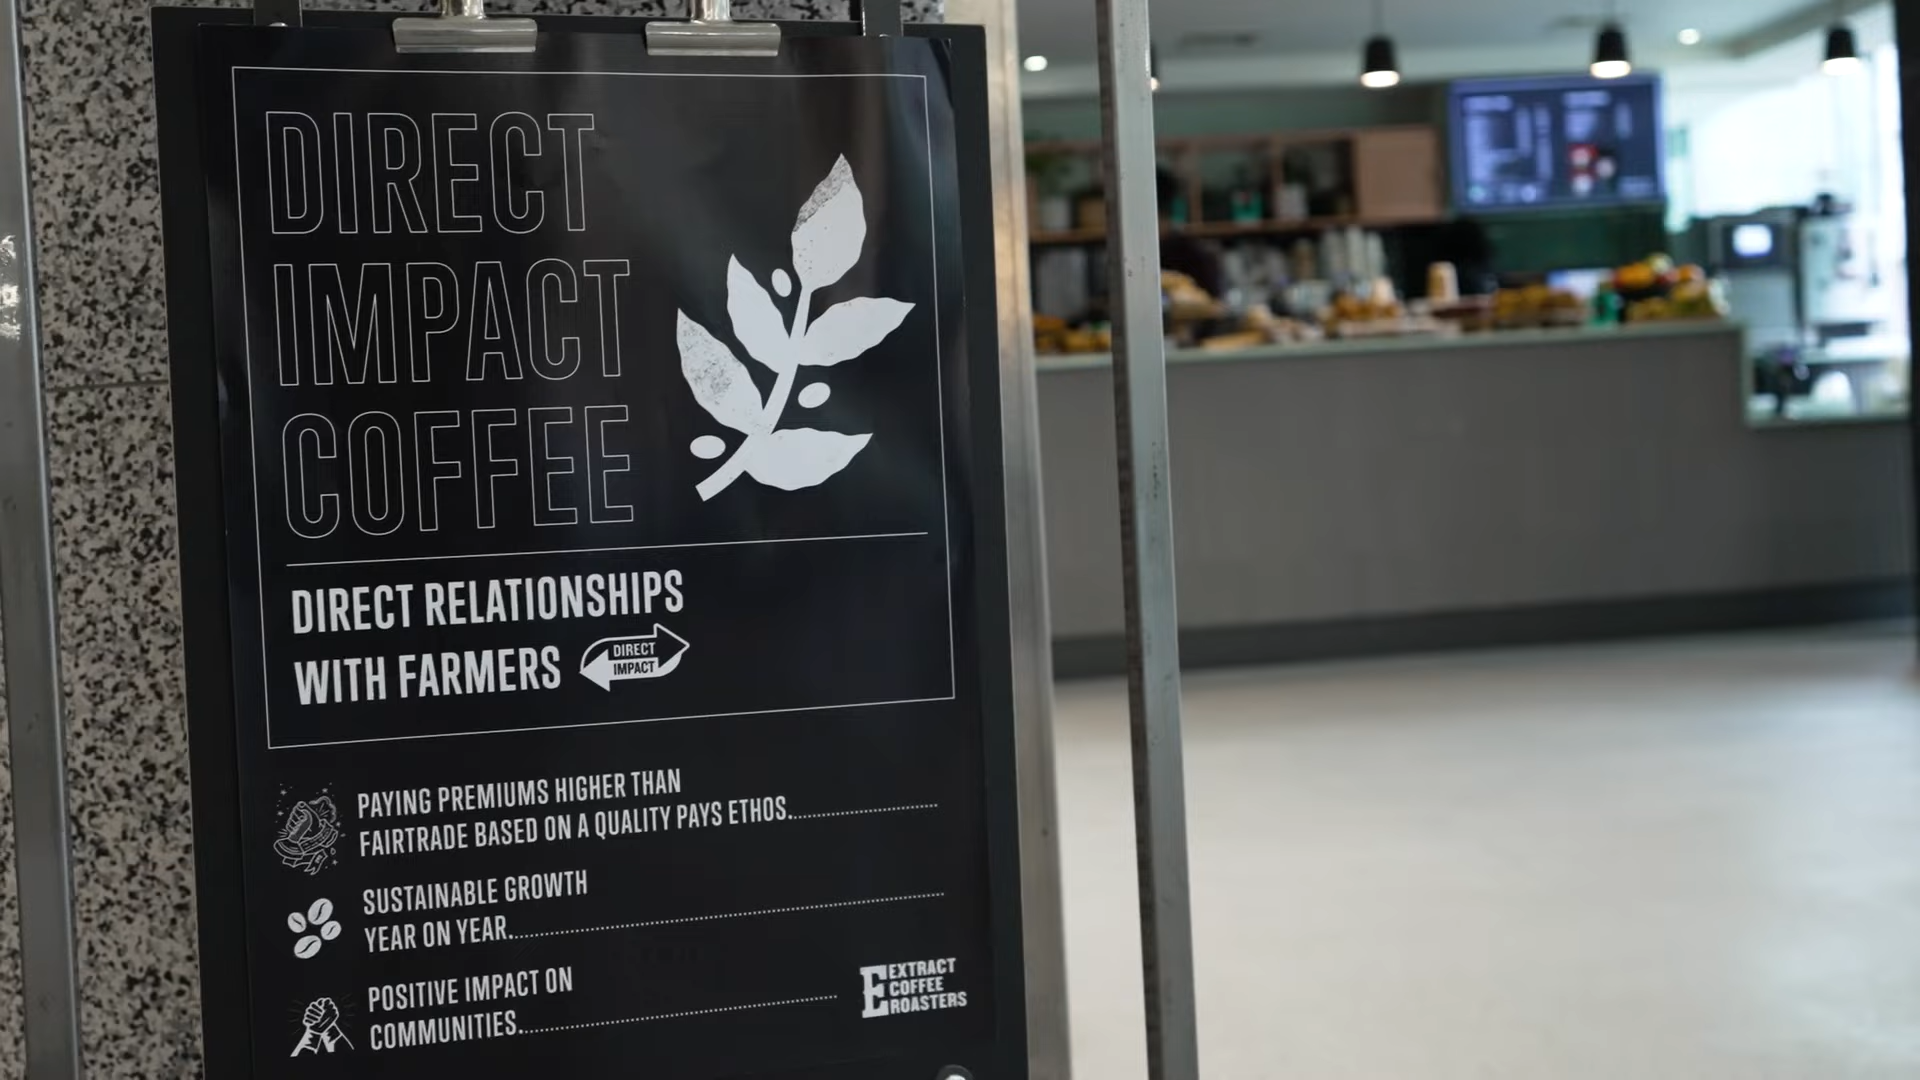 DIRECT
IMPACT
COFFEE
DIRECT RELATIONSHIPS
WITH FARMERS
DIRECT
IMPACT
PAYING PREMIUMS HIGHER THAN
FAIRTRADE BASED ON A QUALITY PAYS ETHOS.
SUSTAINABLE GROWTH
YEAR ON YEAR.
POSITIVE IMPACT ON
COMMUNITIES.
E EXTRACT
COFFEE
ROASTERS